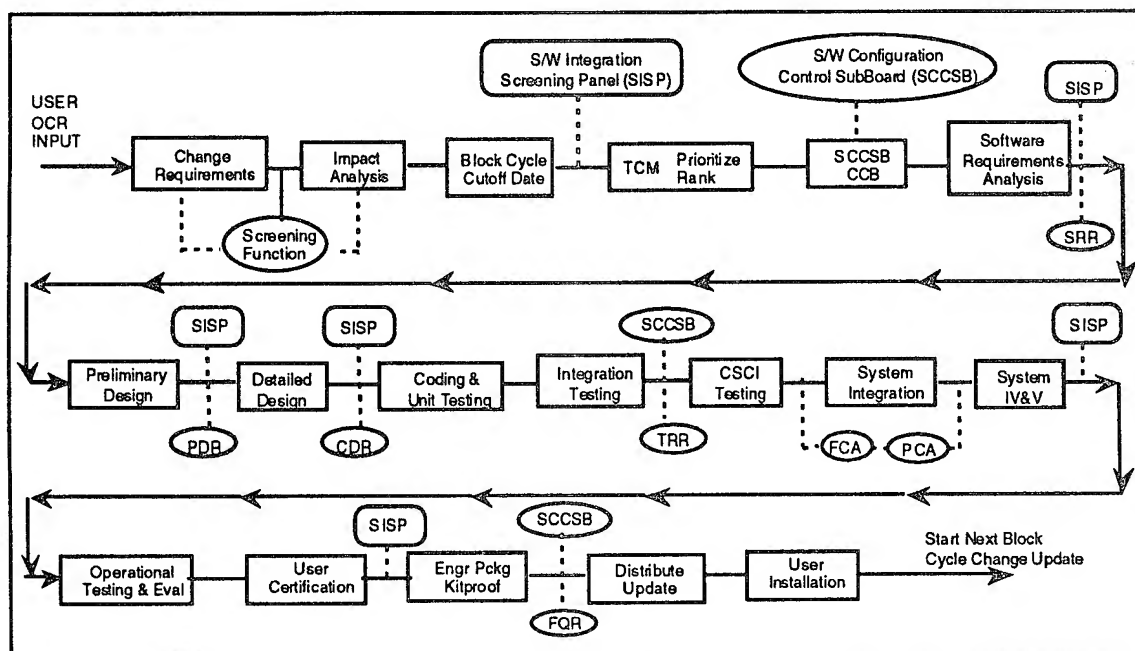 S/W Integration
Screening Panel (SISP)
S/W Configuration
Control SubBoard (SCCSB)
SISP
USER
OCR
INPUT
Change
Requirements
Impact
Analysis
Block Cycle
Cutoff Date
TCM Prioritize
Rank
SCCSB
CCB
Software
Requirements
Analysis
Screening
Function
SRR
SISP
SISP
SCCSB
SISP
Preliminary
Design
Detailed
Design
Coding &
Unit Testing
Integration
Testing
CSCI
Testing
System
Integration
System
IV&V
PDR
CDR
TRR
FCA
PCA
SISP
SCCSB
Operational
Testing & Eval
User
Certification
Engr Pckg
Kitproof
Distribute
Update
User
Installation
Start Next Block
Cycle Change Update
FQR